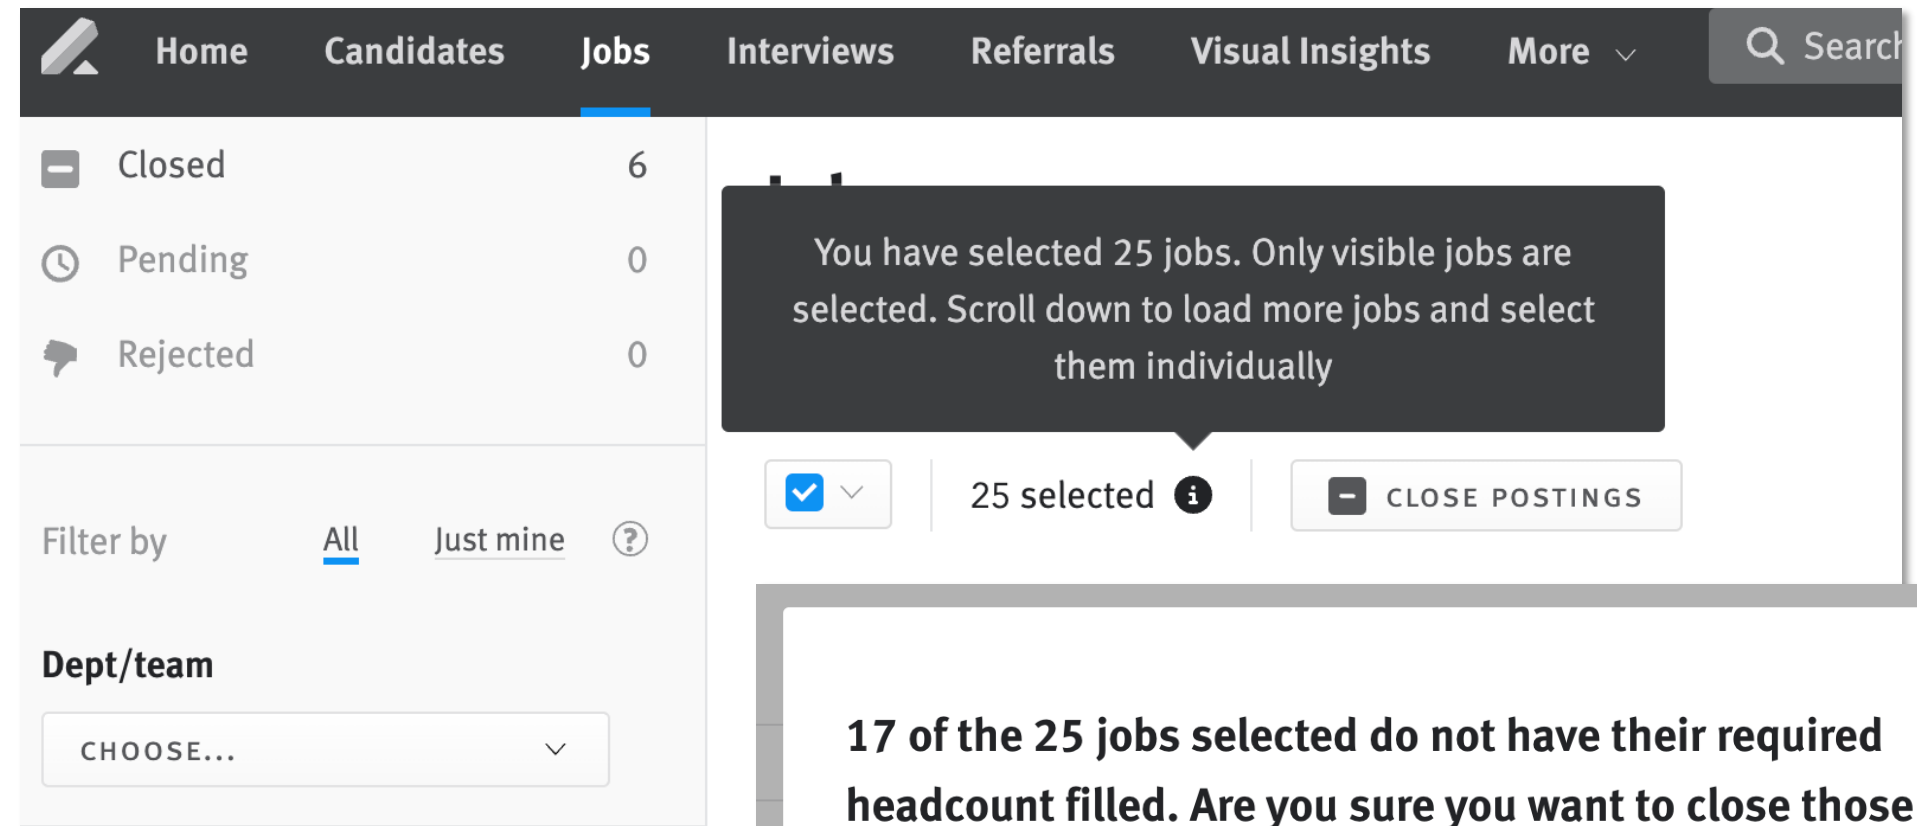 Home Candidates Jobs Interviews Referrals Visual Insights More Search
Closed 6
Pending 0
Rejected 0
Filter by All Just mine ?
Dept/team
CHOOSE...
You have selected 25 jobs. Only visible jobs are
selected. Scroll down to load more jobs and select
them individually
25 selected i
CLOSE POSTINGS
17 of the 25 jobs selected do not have their required
headcount filled. Are you sure you want to close those